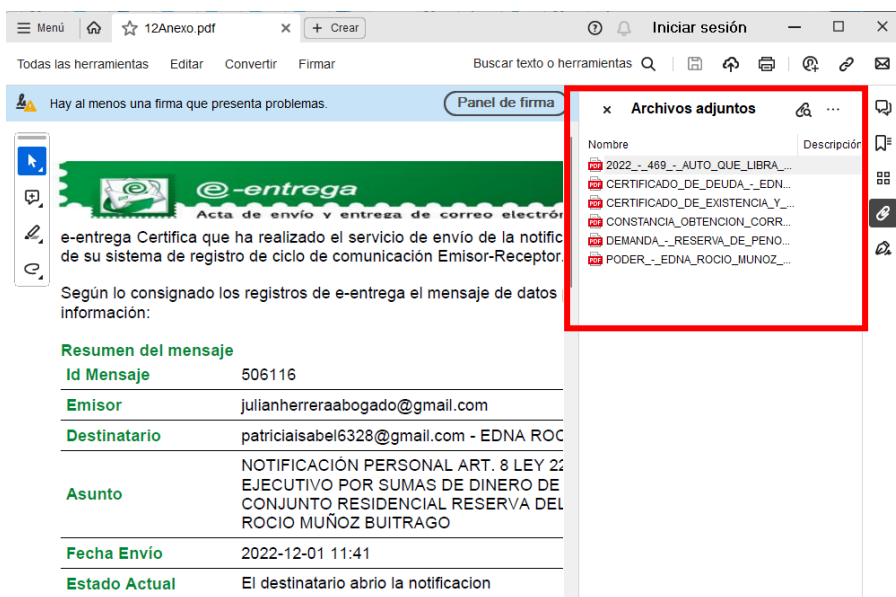 Menú
12Anexo.pdf
+ Crear
Iniciar sesión
Todas las herramientas Editar Convertir Firmar
Buscar texto o herramientas
Hay al menos una firma que presenta problemas.
Panel de firma
e-entrega
Acta de envío y entrega de correo electrór
e-entrega Certifica que ha realizado el servicio de envío de la notific
de su sistema de registro de ciclo de comunicación Emisor-Receptor.
Según lo consignado los registros de e-entrega el mensaje de datos
información:
Resumen del mensaje
Id Mensaje 506116
Emisor julianherreraabogado@gmail.com
Destinatario patriciaisabel6328@gmail.com - EDNA ROC
Asunto
NOTIFICACIÓN PERSONAL ART. 8 LEY 22
EJECUTIVO POR SUMAS DE DINERO DE
CONJUNTO RESIDENCIAL RESERVA DEL
ROCIO MUÑOZ BUITRAGO
Fecha Envío 2022-12-01 11:41
Estado Actual El destinatario abrio la notificacion
Archivos adjuntos
Nombre Descripción
2022_-_469_-_AUTO_QUE_LIBRA_...
CERTIFICADO_DE_DEUDA_-_EDN...
CERTIFICADO_DE_EXISTENCIA_Y_...
CONSTANCIA_OBTENCION_CORR...
DEMANDA_-_RESERVA_DE_PENO...
PODER_-_EDNA_ROCIO_MUNOZ_...